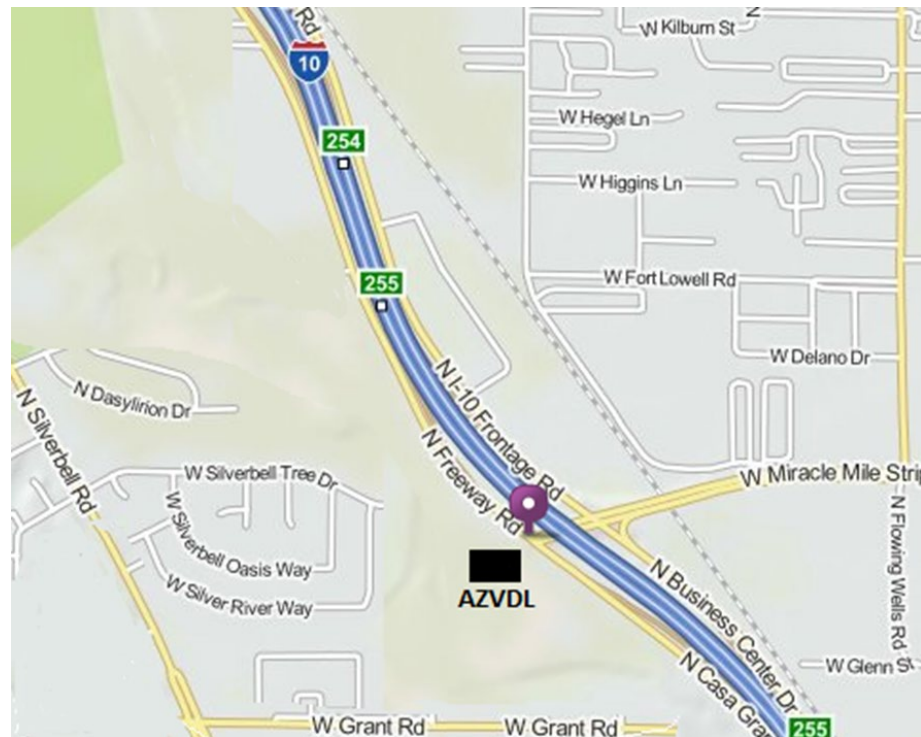 Rd
W Kilburn St
N
10
254
W Hegel Ln
W Higgins Ln
255
W Fort Lowell Rd
W Delano Dr
N I-10 Frontage Rd
N Dasylirion Dr
N Silverbell Rd
N Freeway Rd
W Silverbell Tree Dr
W Miracle Mile Strip
W Silverbell Oasis Way
N Flowing Wells Rd
AZVDL
W Silver River Way
N Business Center Dr
W Glenn St
N Casa Gra
W Grant Rd
W Grant Rd
255